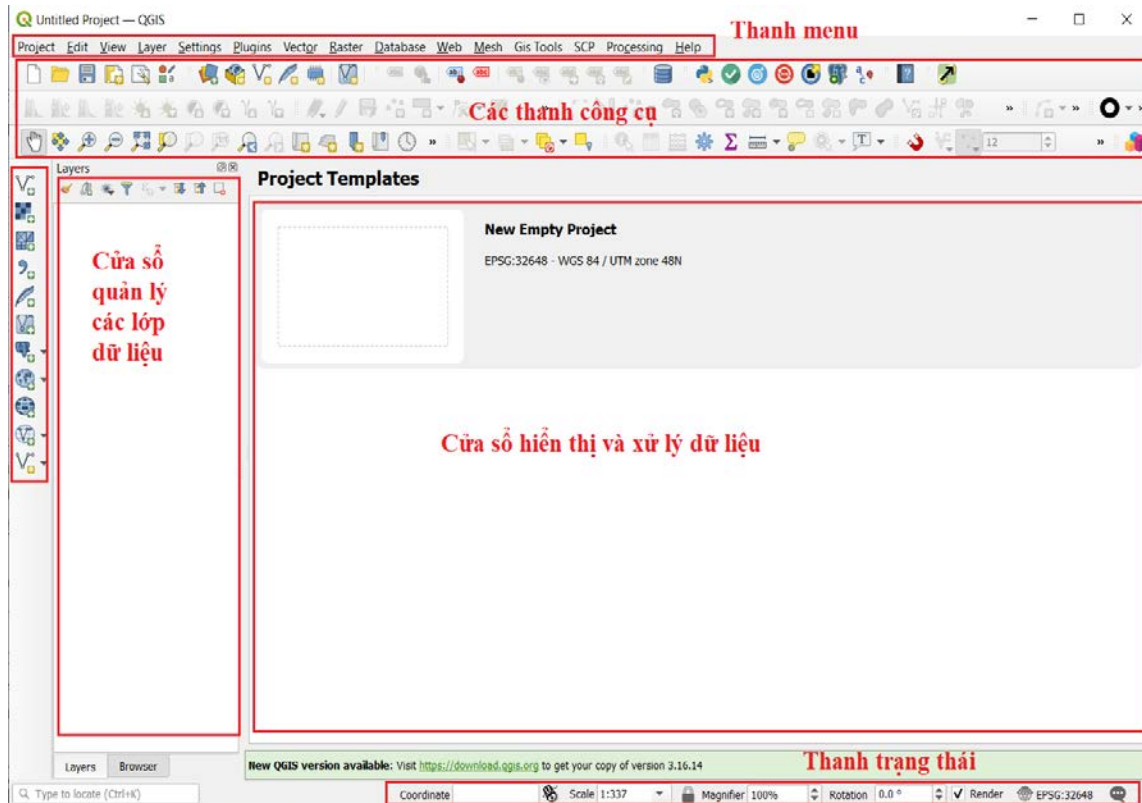 Untitled Project — QGIS
Thanh menu
Project Edit View Layer Settings Plugins Vector Raster Database Web Mesh Gis Tools SCP Processing Help
Các thanh công cụ
12
Layers
Project Templates
New Empty Project
EPSG:32648 - WGS 84 / UTM zone 48N
Cửa sổ
quản lý
các lớp
dữ liệu
Cửa sổ hiển thị và xử lý dữ liệu
Layers Browser
New QGIS version available: Visit https://download.qgis.org to get your copy of version 3.16.14
Thanh trạng thái
Type to locate (Ctrl+K) Coordinate Scale 1:337 Magnifier 100% Rotation 0.0 ° Render EPSG:32648